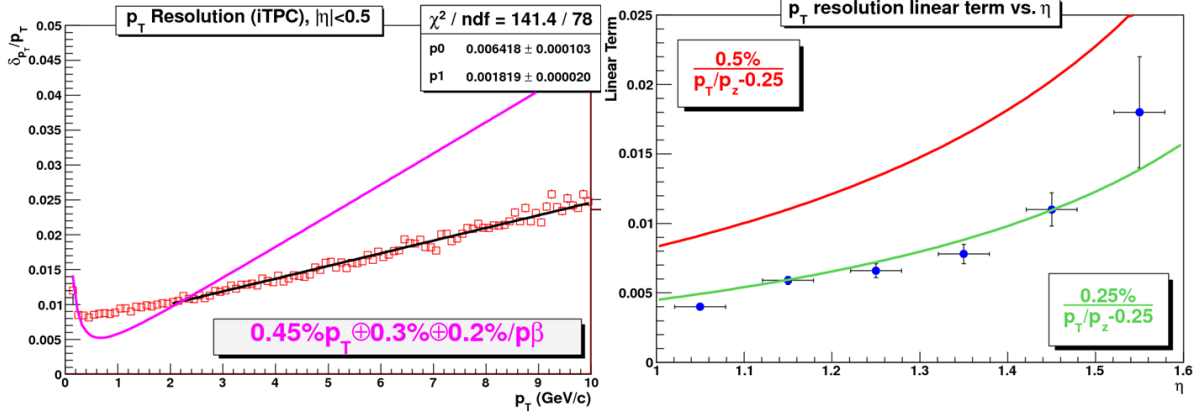 p_T Resolution (iTPC), |η|<0.5
χ² / ndf = 141.4 / 78
p0 0.006418 ± 0.000103
p1 0.001819 ± 0.000020
δ_{p_T}/p_T
0.05
0.045
0.04
0.035
0.03
0.025
0.02
0.015
0.01
0.005
0
0.45%p_T⊕0.3%⊕0.2%/pβ
0 1 2 3 4 5 6 7 8 9 10
p_T (GeV/c)
p_T resolution linear term vs. η
Linear Term
0.025
0.02
0.015
0.01
0.005
0
0.5%
p_T/p_z-0.25
0.25%
p_T/p_z-0.25
1 1.1 1.2 1.3 1.4 1.5 1.6
η